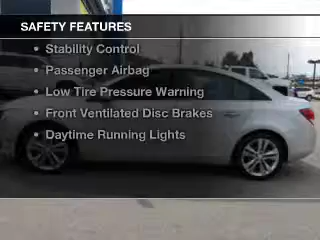 SAFETY FEATURES
• Stability Control
• Passenger Airbag
• Low Tire Pressure Warning
• Front Ventilated Disc Brakes
• Daytime Running Lights